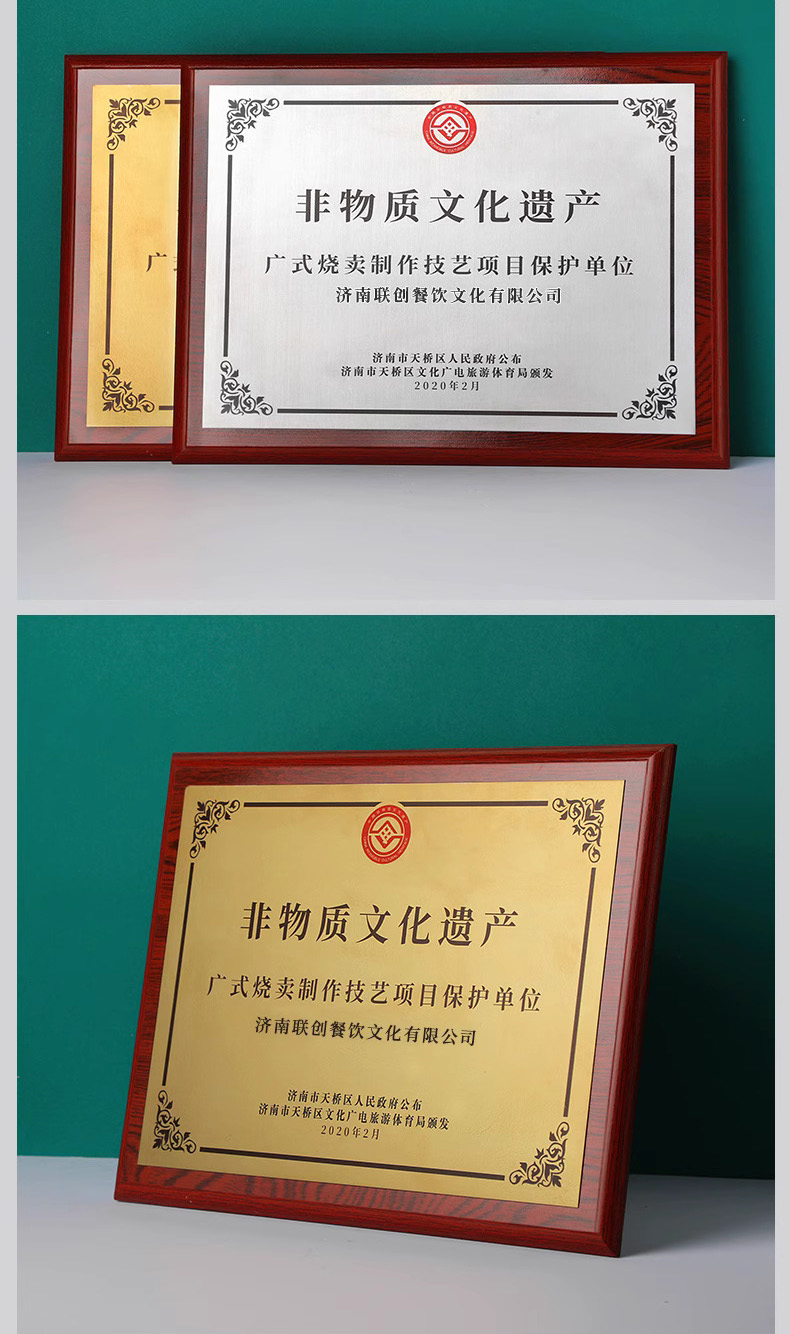 广
非物质文化遗产
广式烧卖制作技艺项目保护单位
济南联创餐饮文化有限公司
济南市天桥区人民政府公布
济南市天桥区文化广电旅游体育局颁发
2020年2月
非物质文化遗产
广式烧卖制作技艺项目保护单位
济南联创餐饮文化有限公司
济南市天桥区人民政府公布
济南市天桥区文化广电旅游体育局颁发
2020年2月